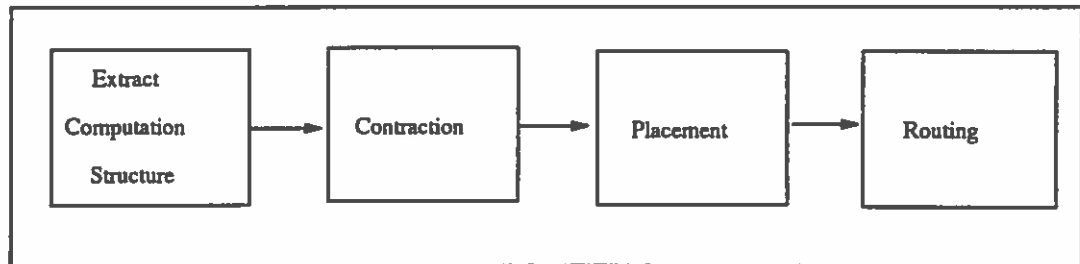 Extract
Computation
Structure
Contraction
Placement
Routing